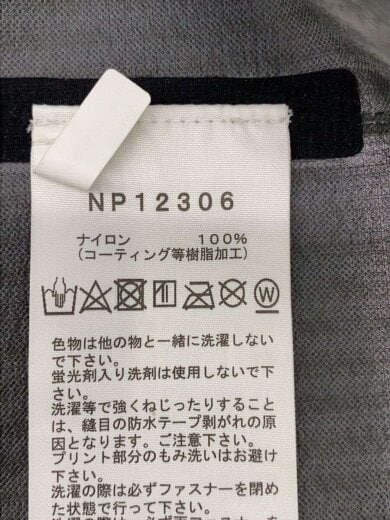 NP12306
ナイロン 100%
(コーティング等樹脂加工)
W
色物は他の物と一緒に洗濯しない
で下さい。
蛍光剤入り洗剤は使用しないで下
さい。
洗濯等で強くねじったりすること
は、縫目の防水テープ剥がれの原
因となります。ご注意下さい。
プリント部分のもみ洗いはお避け
下さい。
洗濯の際は必ずファスナーを閉め
た状態で行って下さい。